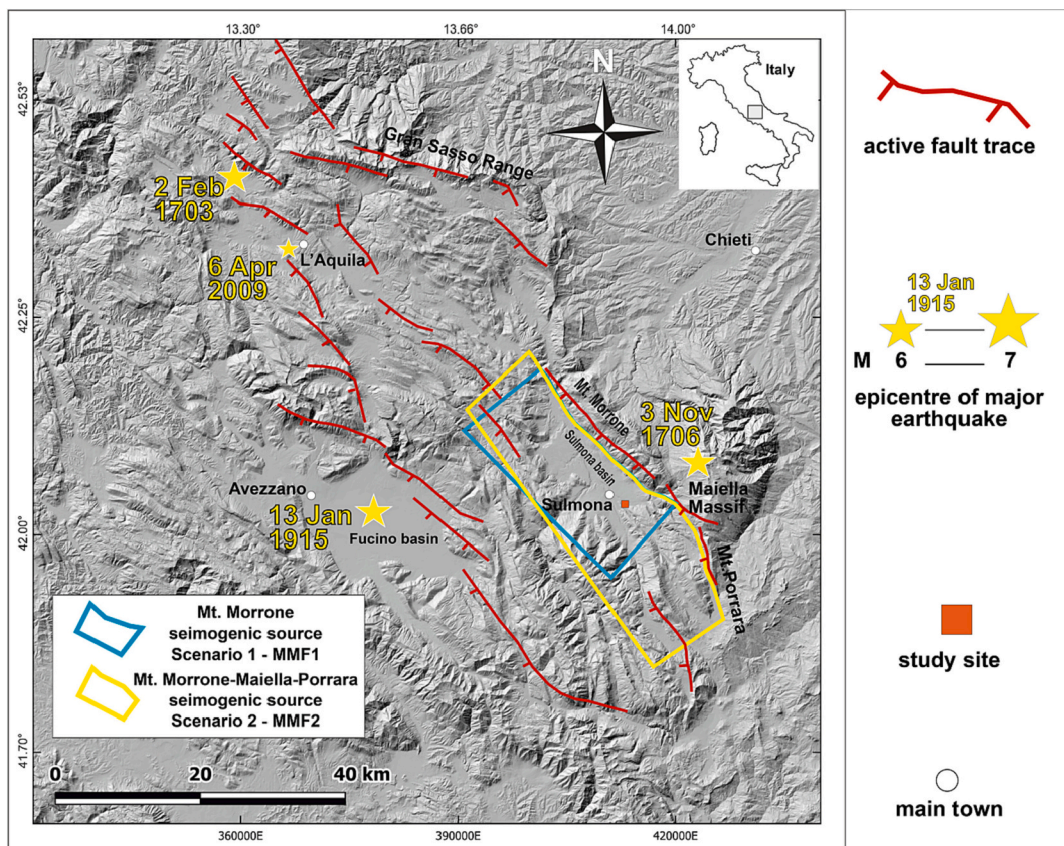 13.30°
13.66°
14.00°
42.53
42.25
42.00
41.70
360000E
390000E
420000E
N
Italy
Gran Sasso Range
2 Feb
1703
L'Aquila
6 Apr
2009
Chieti
Mt. Morrone
3 Nov
1706
Sulmona basin
Maiella
Massif
Sulmona
Mt.Porrara
Avezzano
13 Jan
1915
Fucino basin
Mt. Morrone
seimogenic source
Scenario 1 - MMF1
Mt. Morrone-Maiella-Porrara
seimogenic source
Scenario 2 - MMF2
0 20 40 km
active fault trace
13 Jan
1915
M 6 7
epicentre of major
earthquake
study site
main town